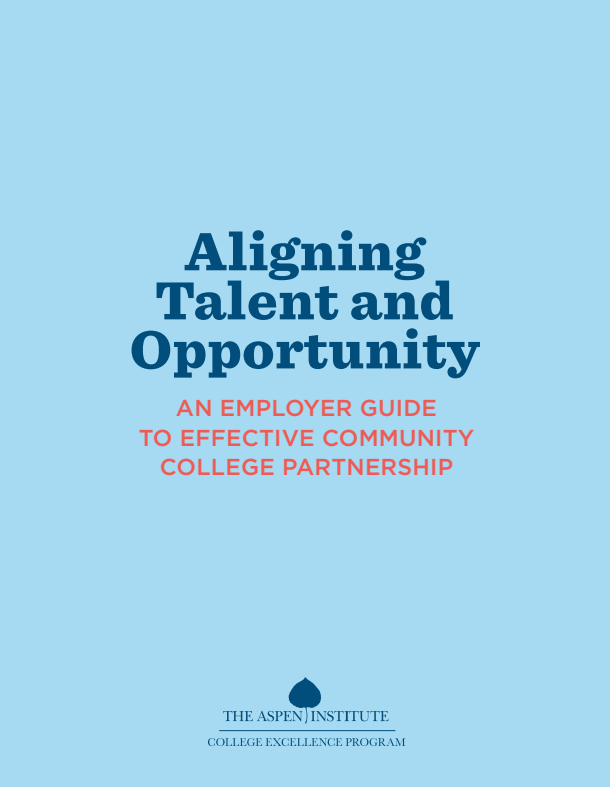 Aligning
Talent and
Opportunity
AN EMPLOYER GUIDE
TO EFFECTIVE COMMUNITY
COLLEGE PARTNERSHIP
THE ASPEN INSTITUTE
COLLEGE EXCELLENCE PROGRAM